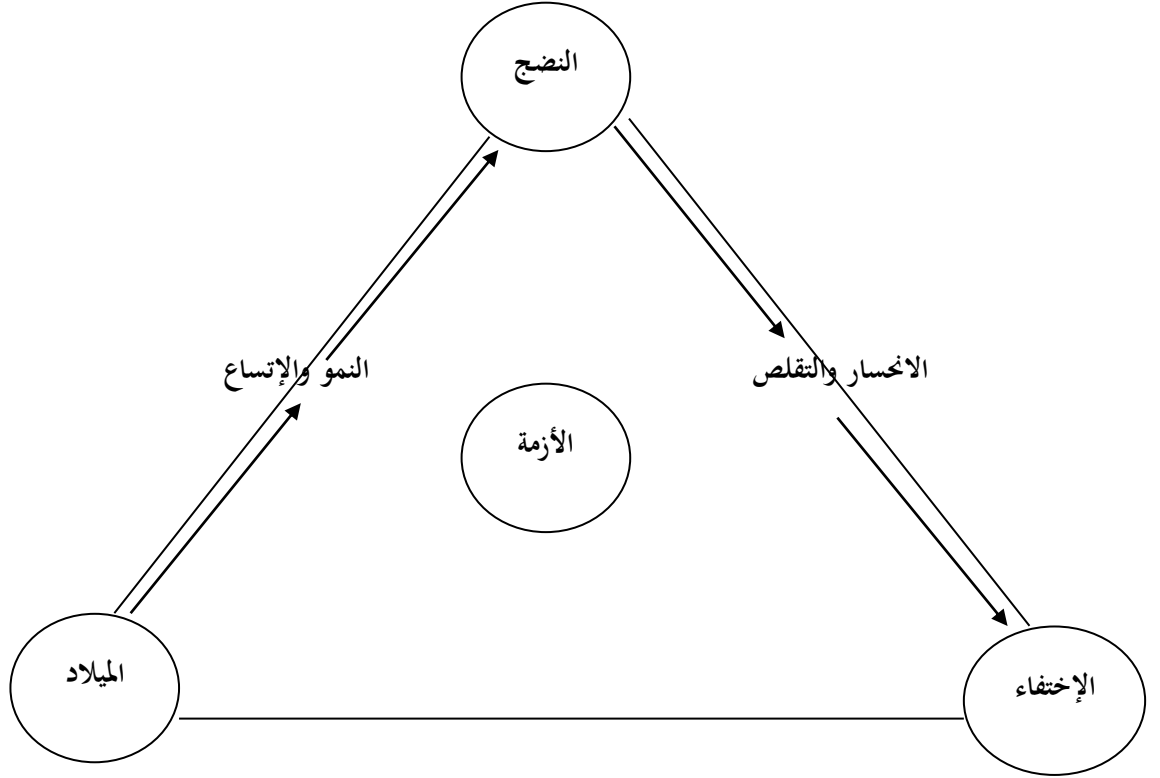 النضج
النمو والإتساع
الانحسار والتقلص
الأزمة
الميلاد
الإختفاء